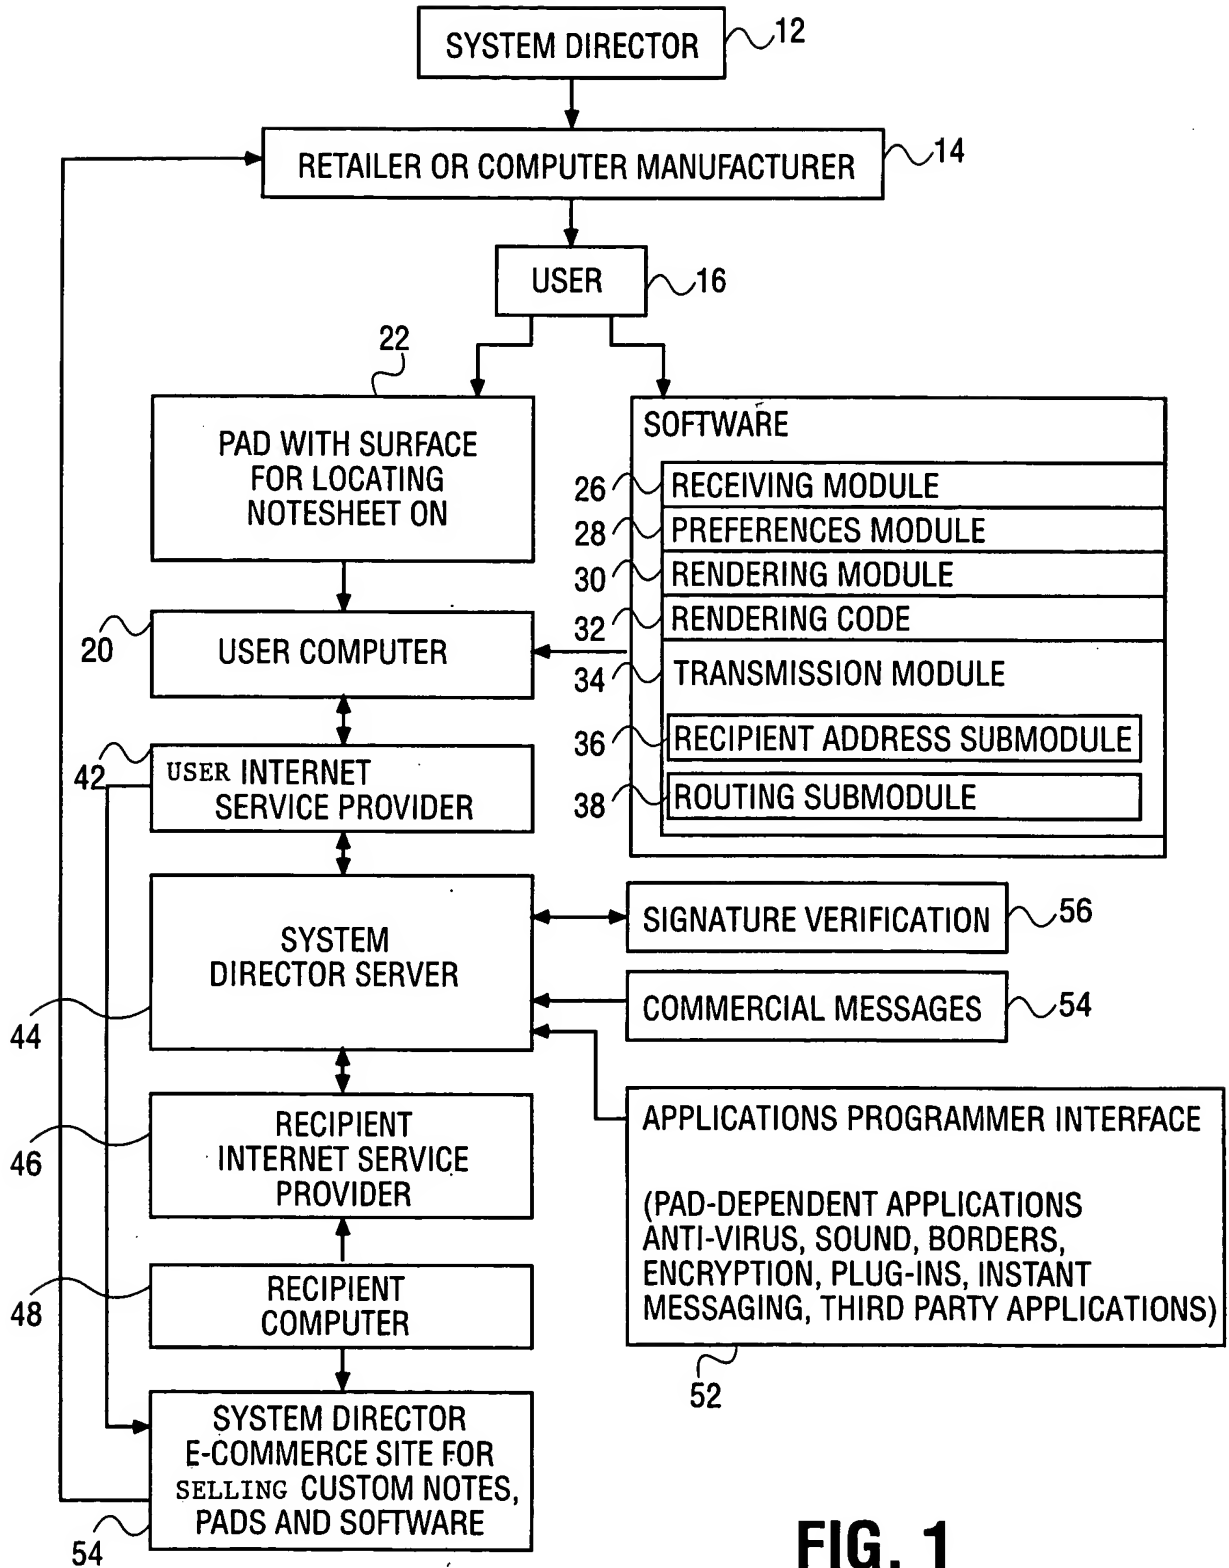 SYSTEM DIRECTOR
12
RETAILER OR COMPUTER MANUFACTURER
14
USER
16
22
PAD WITH SURFACE
FOR LOCATING
NOTESHEET ON
SOFTWARE
26
RECEIVING MODULE
28
PREFERENCES MODULE
30
RENDERING MODULE
32
RENDERING CODE
34
TRANSMISSION MODULE
36
RECIPIENT ADDRESS SUBMODULE
38
ROUTING SUBMODULE
20
USER COMPUTER
42
USER INTERNET
SERVICE PROVIDER
SYSTEM
DIRECTOR SERVER
44
SIGNATURE VERIFICATION
56
COMMERCIAL MESSAGES
54
RECIPIENT
INTERNET SERVICE
PROVIDER
46
APPLICATIONS PROGRAMMER INTERFACE
(PAD-DEPENDENT APPLICATIONS
ANTI-VIRUS, SOUND, BORDERS,
ENCRYPTION, PLUG-INS, INSTANT
MESSAGING, THIRD PARTY APPLICATIONS)
52
RECIPIENT
COMPUTER
48
SYSTEM DIRECTOR
E-COMMERCE SITE FOR
SELLING CUSTOM NOTES,
PADS AND SOFTWARE
54
FIG. 1